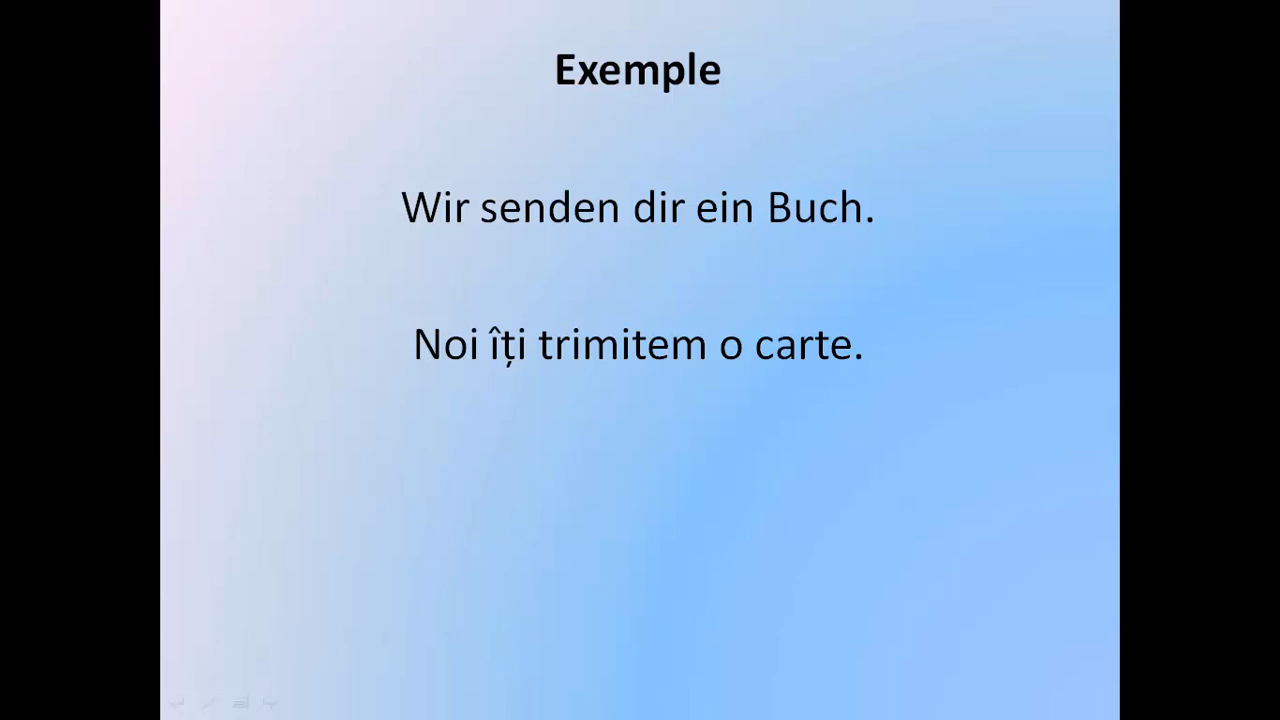 Exemple
Wir senden dir ein Buch.
Noi îți trimitem o carte.